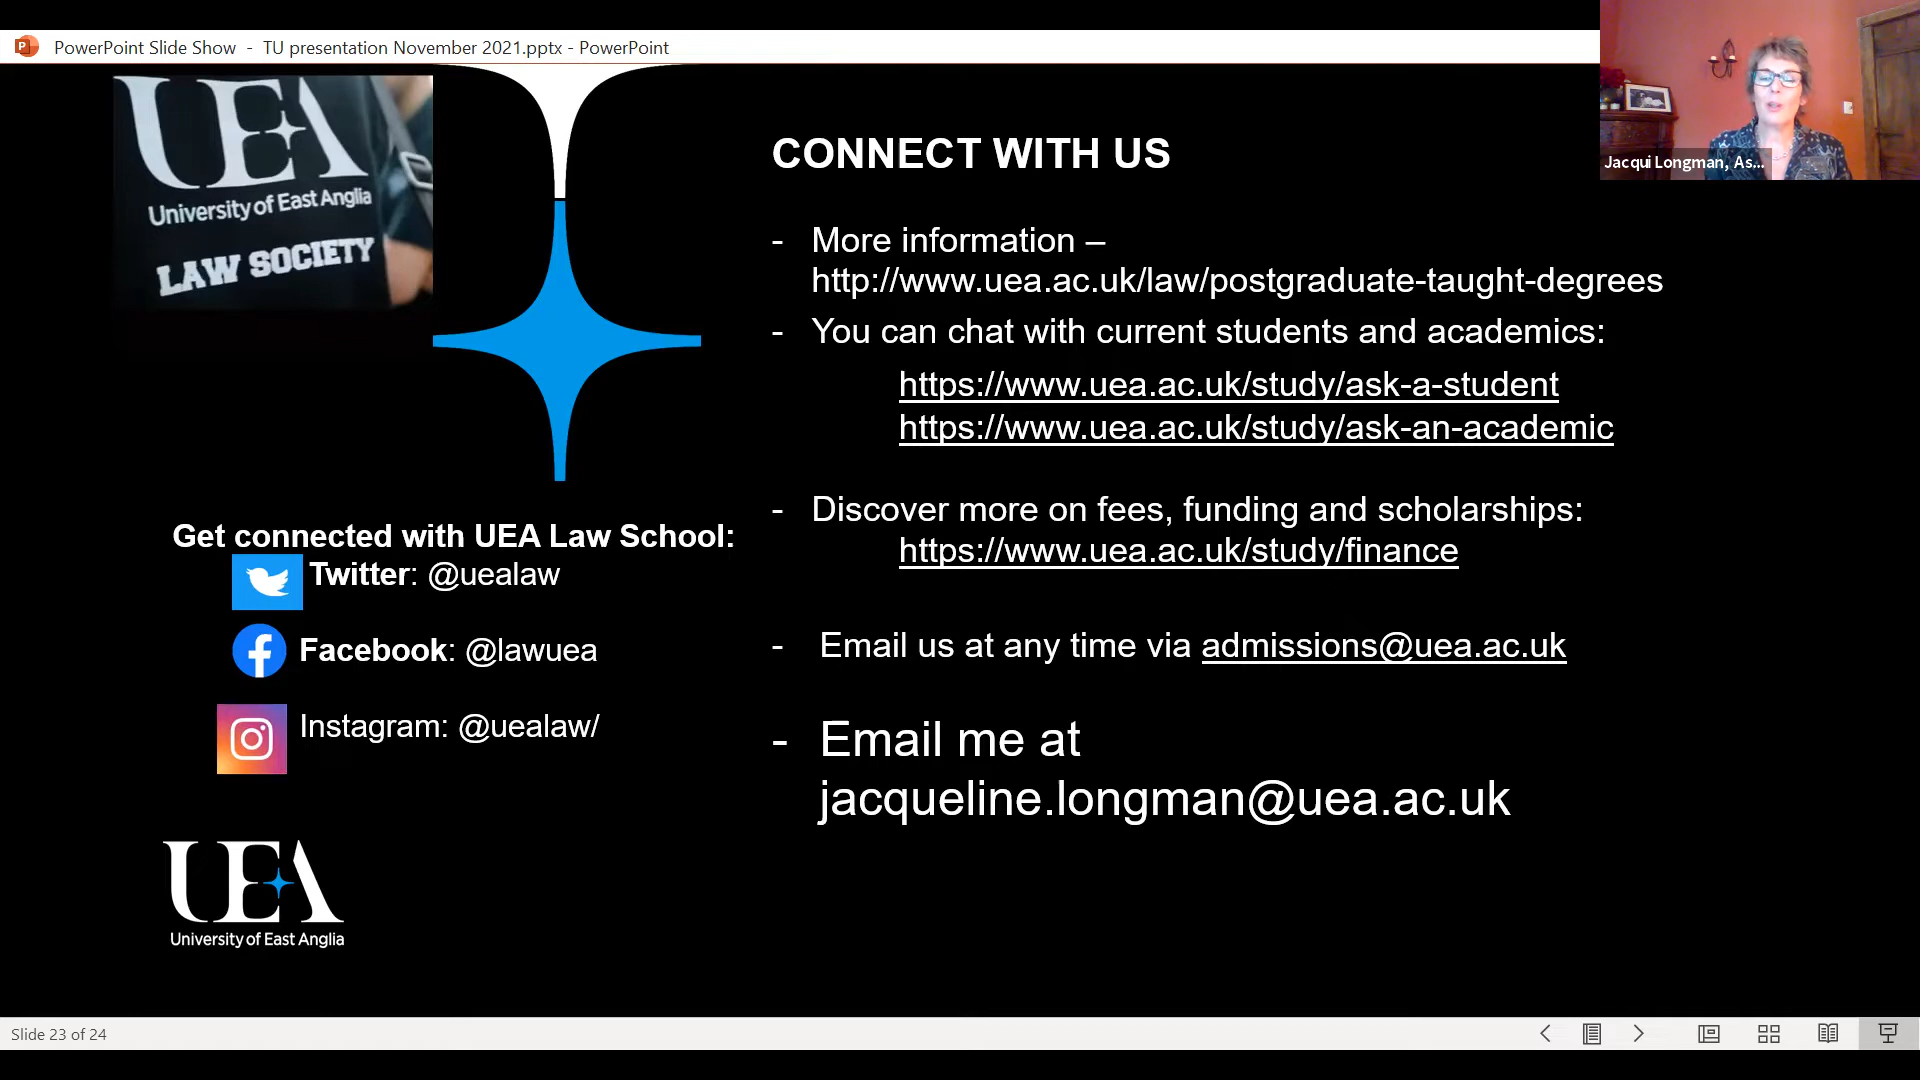 PowerPoint Slide Show - TU presentation November 2021.pptx - PowerPoint
UEA
University of East Anglia
LAW SOCIETY
Jacqui Longman, As...
CONNECT WITH US
- More information –
http://www.uea.ac.uk/law/postgraduate-taught-degrees
- You can chat with current students and academics:
https://www.uea.ac.uk/study/ask-a-student
https://www.uea.ac.uk/study/ask-an-academic
- Discover more on fees, funding and scholarships:
https://www.uea.ac.uk/study/finance
- Email us at any time via admissions@uea.ac.uk
- Email me at
jacqueline.longman@uea.ac.uk
Get connected with UEA Law School:
Twitter: @uealaw
Facebook: @lawuea
Instagram: @uealaw/
UEA
University of East Anglia
Slide 23 of 24